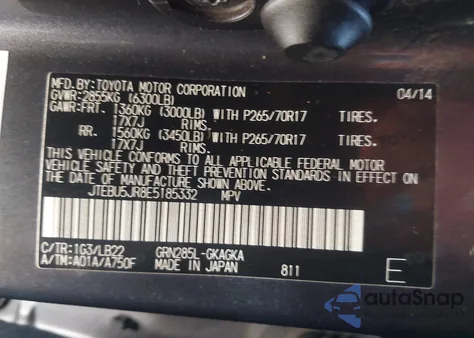 MFD.BY:TOYOTA MOTOR CORPORATION 04/14
GVWR:2855KG (6300LB)
GAWR:FRT. 1360KG (3000LB) WITH P265/70R17 TIRES.
17X7J RIMS.
RR. 1560KG (3450LB) WITH P265/70R17 TIRES.
17X7J RIMS.
THIS VEHICLE CONFORMS TO ALL APPLICABLE FEDERAL MOTOR
VEHICLE SAFETY AND THEFT PREVENTION STANDARDS IN EFFECT ON
THE DATE OF MANUFACTURE SHOWN ABOVE.
JTEBU5JR8E5185332 MPV
C/TR:1G3/LB22 GRN285L-GKAGKA
A/TM:A01A/A750F MADE IN JAPAN 811 E
autoSnap